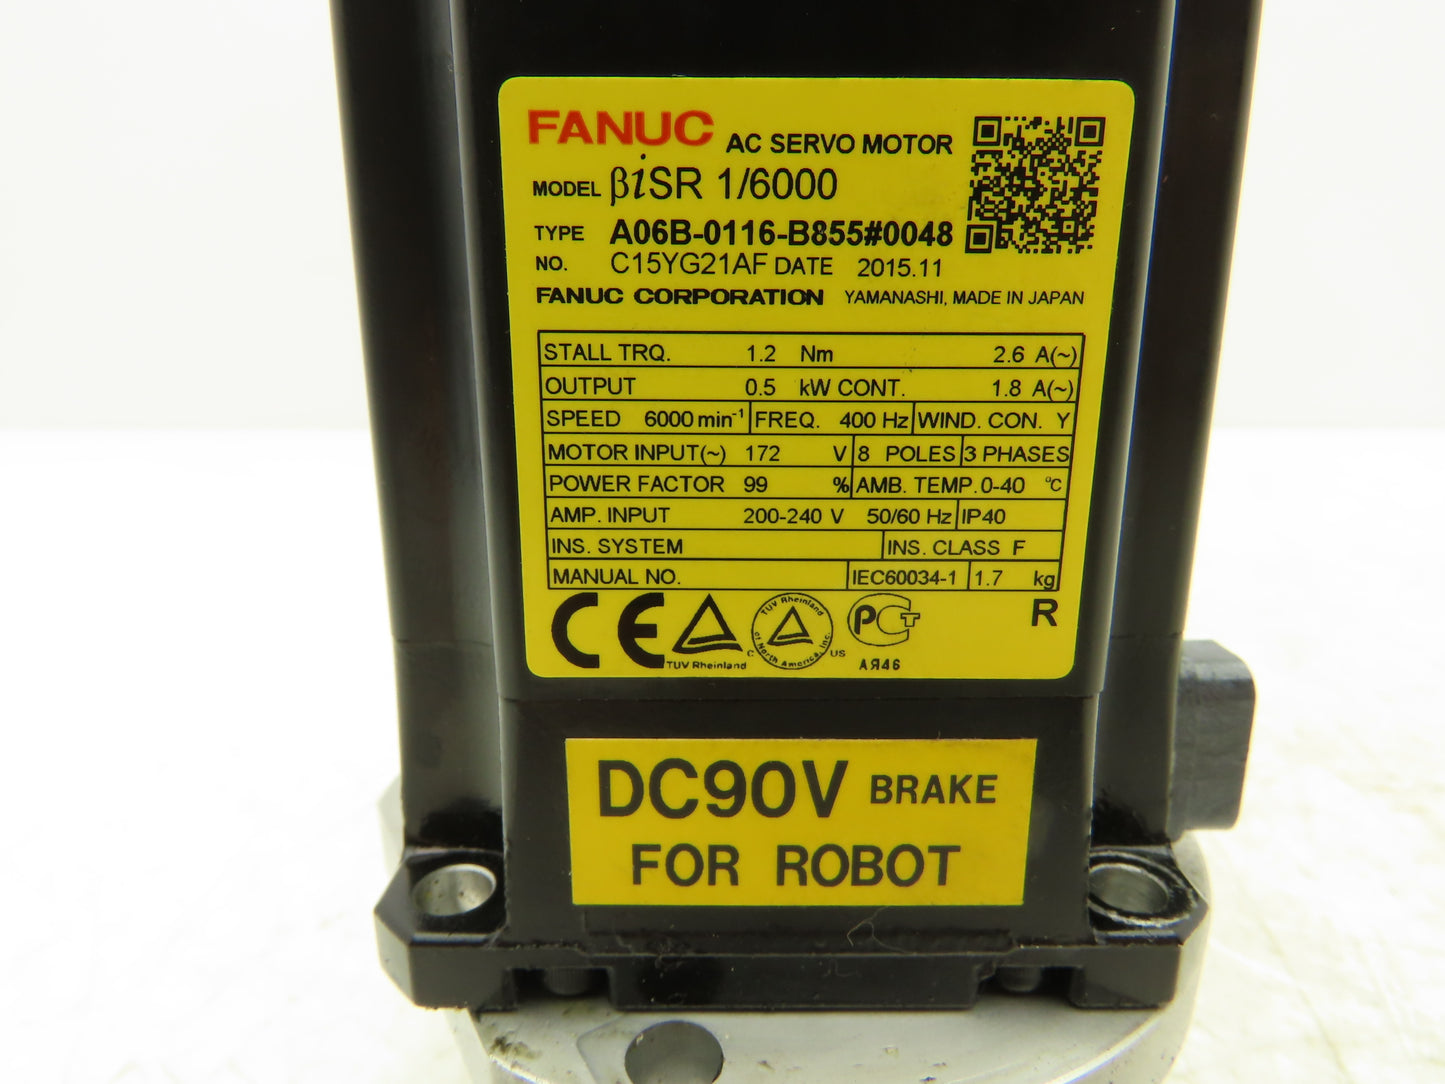 FANUC AC SERVO MOTOR
MODEL βiSR 1/6000
TYPE A06B-0116-B855#0048
NO. C15YG21AF DATE 2015.11
FANUC CORPORATION YAMANASHI, MADE IN JAPAN
STALL TRQ. 1.2 Nm 2.6 A(~)
OUTPUT 0.5 kW CONT. 1.8 A(~)
SPEED 6000 min⁻¹ FREQ. 400 Hz WIND. CON. Y
MOTOR INPUT(~) 172 V 8 POLES 3 PHASES
POWER FACTOR 99 % AMB. TEMP. 0-40 °C
AMP. INPUT 200-240 V 50/60 Hz IP40
INS. SYSTEM INS. CLASS F
MANUAL NO. IEC60034-1 1.7 kg
CE TUV Rheinland
TUV Rheinland of North America, Inc.
C US
PCT
AЯ46
R
DC90V BRAKE
FOR ROBOT